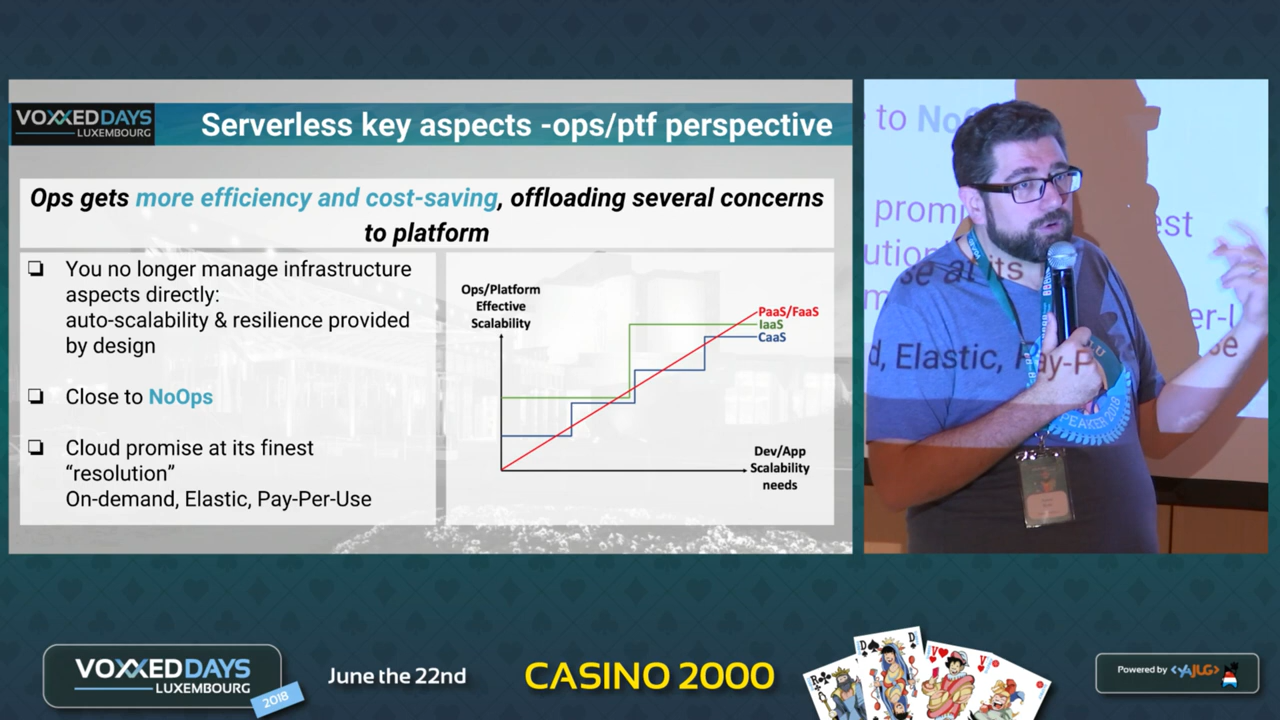 VOXXEDDAYS
LUXEMBOURG
Serverless key aspects -ops/ptf perspective
Ops gets more efficiency and cost-saving, offloading several concerns
to platform
❏ You no longer manage infrastructure
aspects directly:
auto-scalability & resilience provided
by design
❏ Close to NoOps
❏ Cloud promise at its finest
“resolution”
On-demand, Elastic, Pay-Per-Use
Ops/Platform
Effective
Scalability
PaaS/FaaS
IaaS
CaaS
Dev/App
Scalability
needs
e to No
promi
est
ution
se at its
m
er-U
se
d, Elastic, Pay-P
SPEAKER 2018
VOXXEDDAYS
LUXEMBOURG
2018
June the 22nd
CASINO 2000
D
D
R
V
V
Powered by <YAJUG>